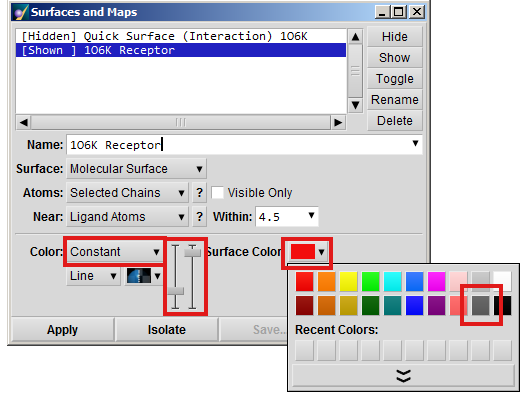 Surfaces and Maps
[Hidden] Quick Surface (Interaction) 1O6K
[Shown ] 1O6K Receptor
Hide
Show
Toggle
Rename
Delete
Name: 1O6K Receptor
Surface: Molecular Surface
Atoms: Selected Chains ? Visible Only
Near: Ligand Atoms ? Within: 4.5
Color: Constant Surface Color
Line
Apply Isolate Save..
Recent Colors: